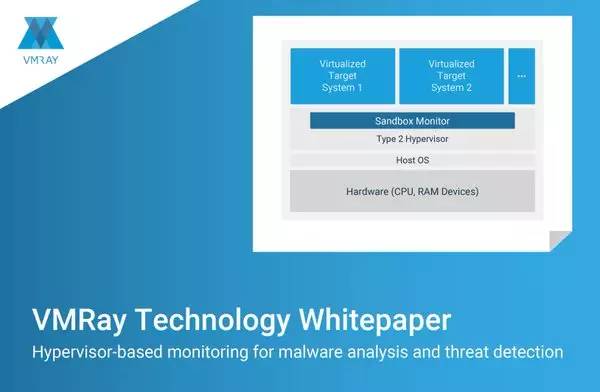 VMRAY
Virtualized
Target
System 1
Virtualized
Target
System 2
...
Sandbox Monitor
Type 2 Hypervisor
Host OS
Hardware (CPU, RAM Devices)
VMRay Technology Whitepaper
Hypervisor-based monitoring for malware analysis and threat detection